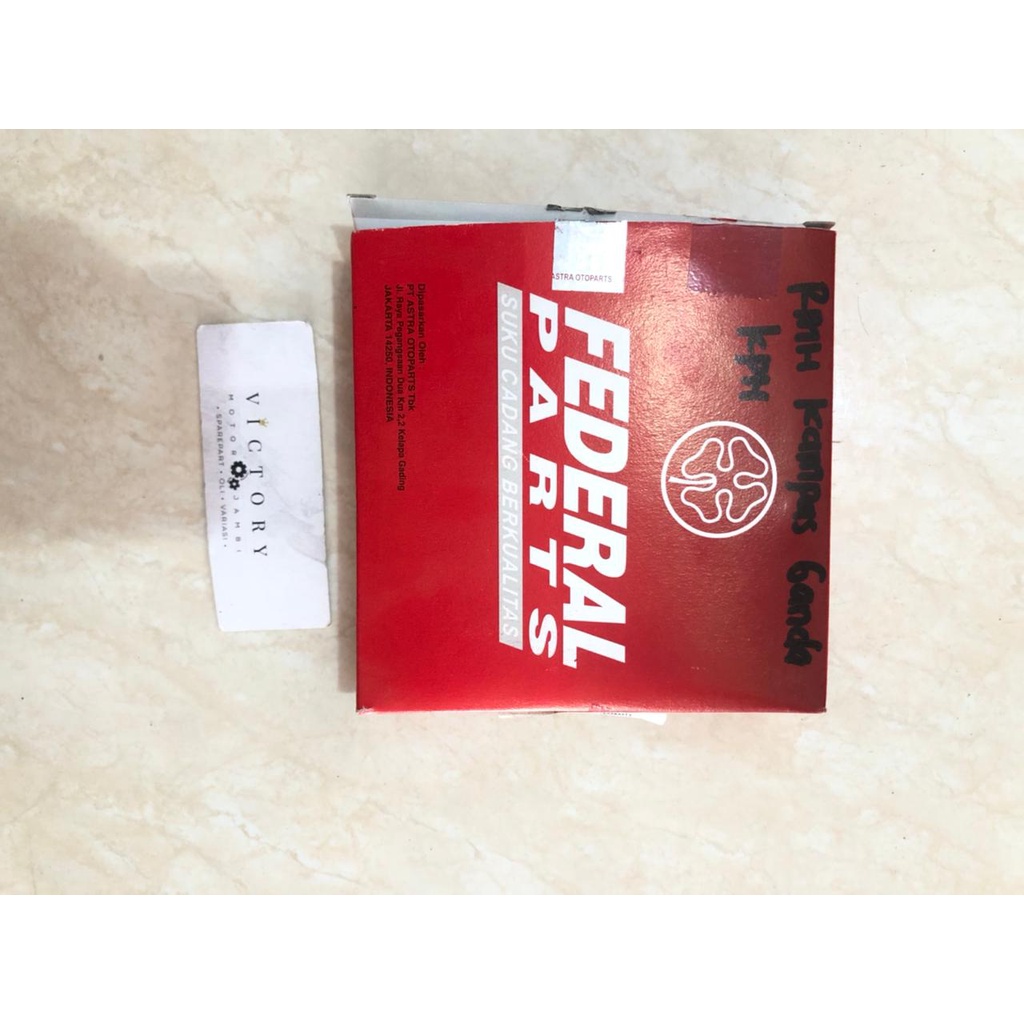 Rumah Kampas Ganda
KPH
ASTRA OTOPARTS
FEDERAL
PARTS
SUKU CADANG BERKUALITAS
Dipasarkan Oleh
PT ASTRA OTOPARTS Tbk
Jl. Raya Pegangsaan Dua Km 2,2 Kelapa Gading
JAKARTA 14250, INDONESIA
VICTORY
MOTOR JAMBI
• SPAREPART • OLI • VARIASI •